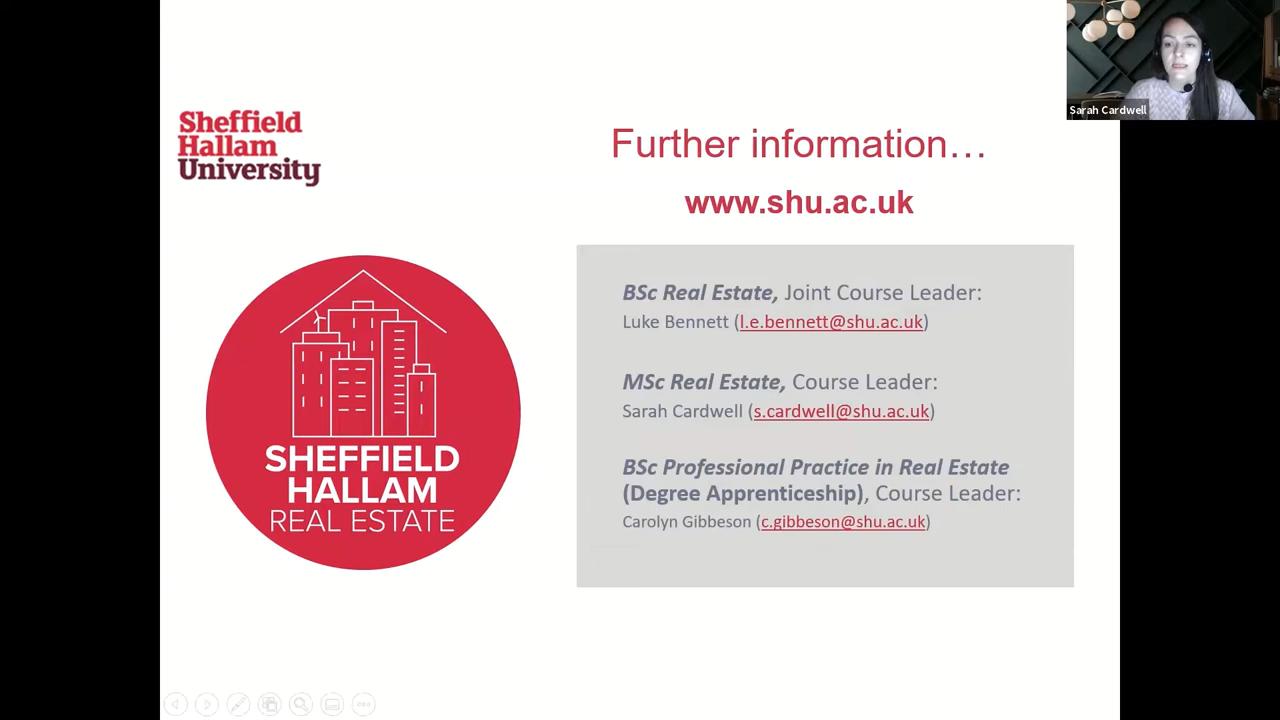 Sarah Cardwell
Sheffield
Hallam
University
Further information…
www.shu.ac.uk
SHEFFIELD
HALLAM
REAL ESTATE
BSc Real Estate, Joint Course Leader:
Luke Bennett (l.e.bennett@shu.ac.uk)
MSc Real Estate, Course Leader:
Sarah Cardwell (s.cardwell@shu.ac.uk)
BSc Professional Practice in Real Estate
(Degree Apprenticeship), Course Leader:
Carolyn Gibbeson (c.gibbeson@shu.ac.uk)